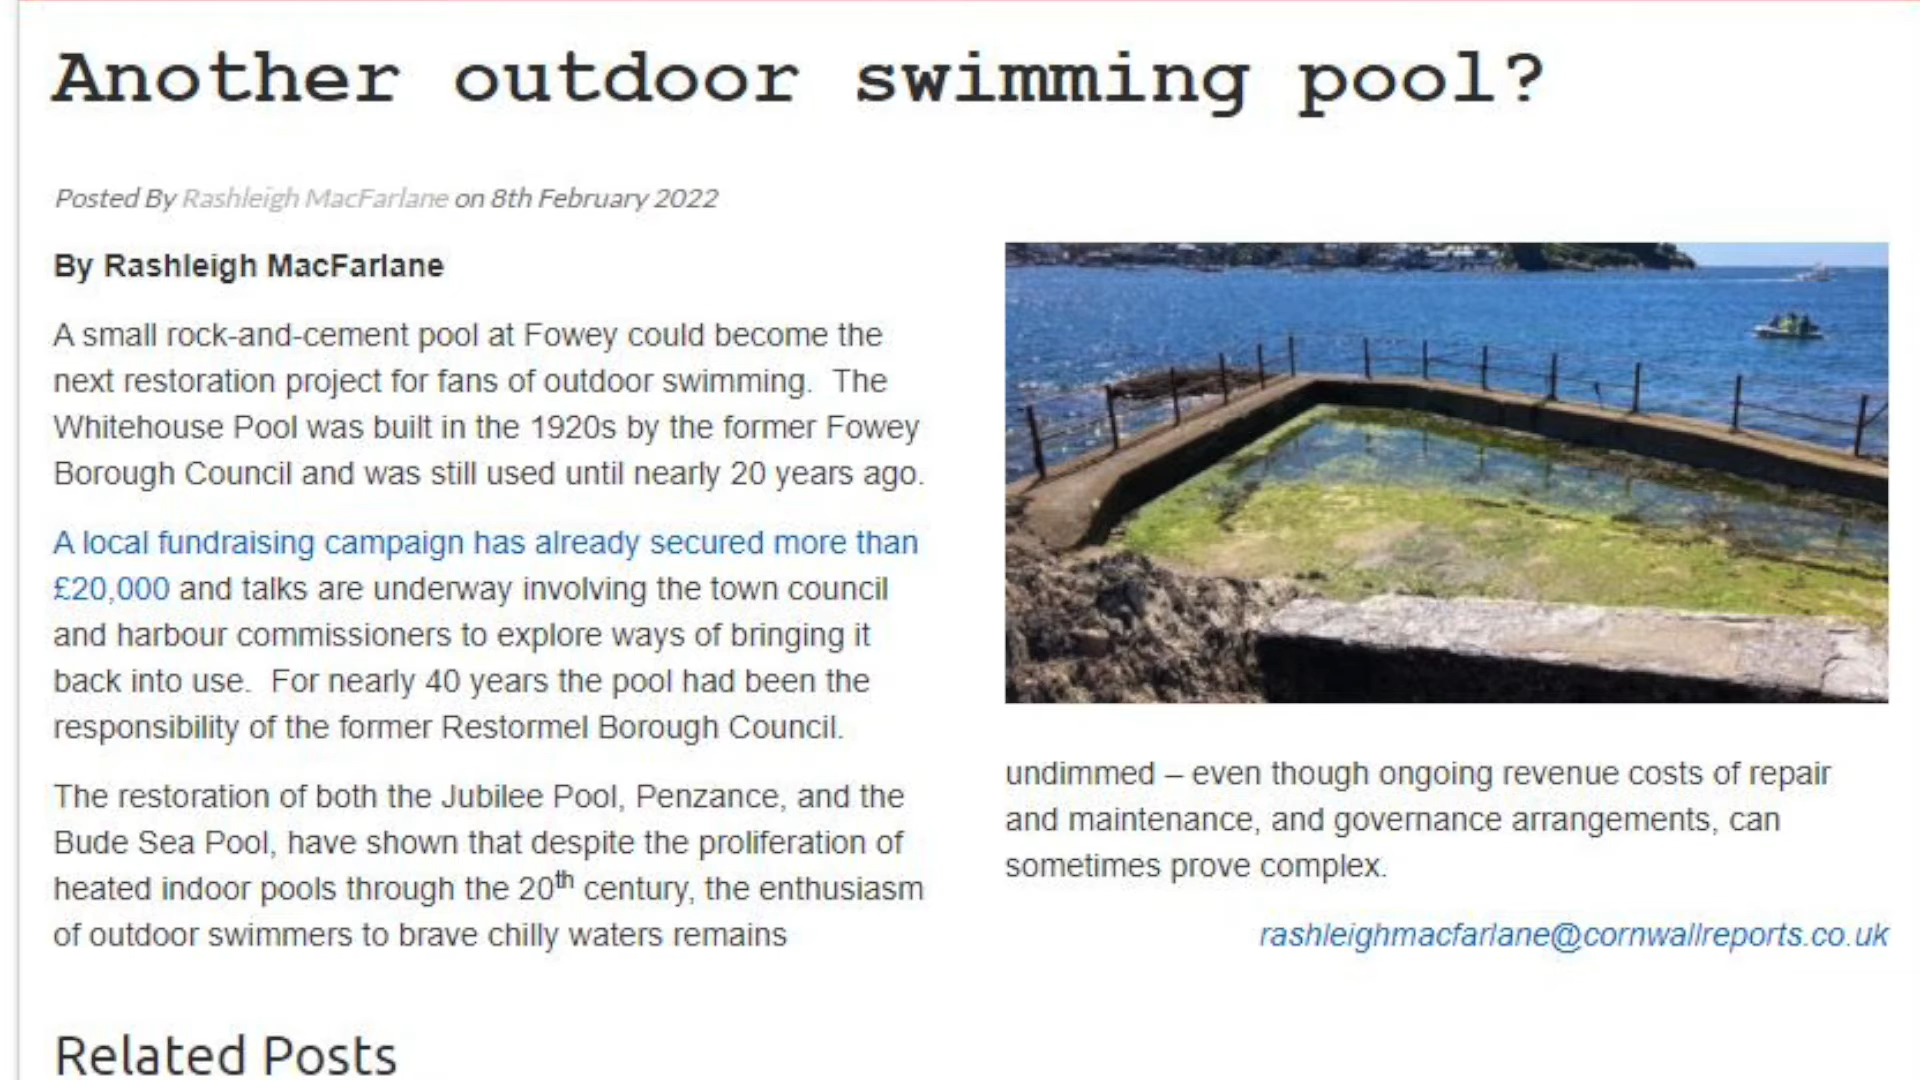 Another outdoor swimming pool?
Posted By Rashleigh MacFarlane on 8th February 2022
By Rashleigh MacFarlane
A small rock-and-cement pool at Fowey could become the
next restoration project for fans of outdoor swimming.  The
Whitehouse Pool was built in the 1920s by the former Fowey
Borough Council and was still used until nearly 20 years ago.
A local fundraising campaign has already secured more than
£20,000 and talks are underway involving the town council
and harbour commissioners to explore ways of bringing it
back into use.  For nearly 40 years the pool had been the
responsibility of the former Restormel Borough Council.
The restoration of both the Jubilee Pool, Penzance, and the
Bude Sea Pool, have shown that despite the proliferation of
heated indoor pools through the 20th century, the enthusiasm
of outdoor swimmers to brave chilly waters remains
undimmed – even though ongoing revenue costs of repair
and maintenance, and governance arrangements, can
sometimes prove complex.
rashleighmacfarlane@cornwallreports.co.uk
Related Posts